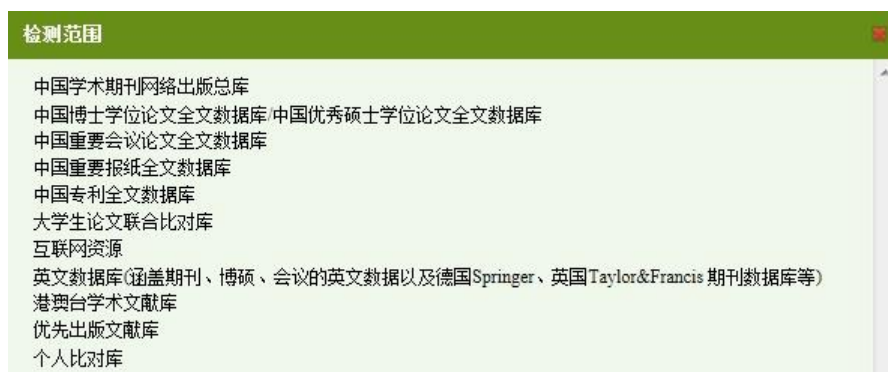 检测范围
中国学术期刊网络出版总库
中国博士学位论文全文数据库/中国优秀硕士学位论文全文数据库
中国重要会议论文全文数据库
中国重要报纸全文数据库
中国专利全文数据库
大学生论文联合比对库
互联网资源
英文数据库(涵盖期刊、博硕、会议的英文数据以及德国Springer、英国Taylor&Francis 期刊数据库等)
港澳台学术文献库
优先出版文献库
个人比对库